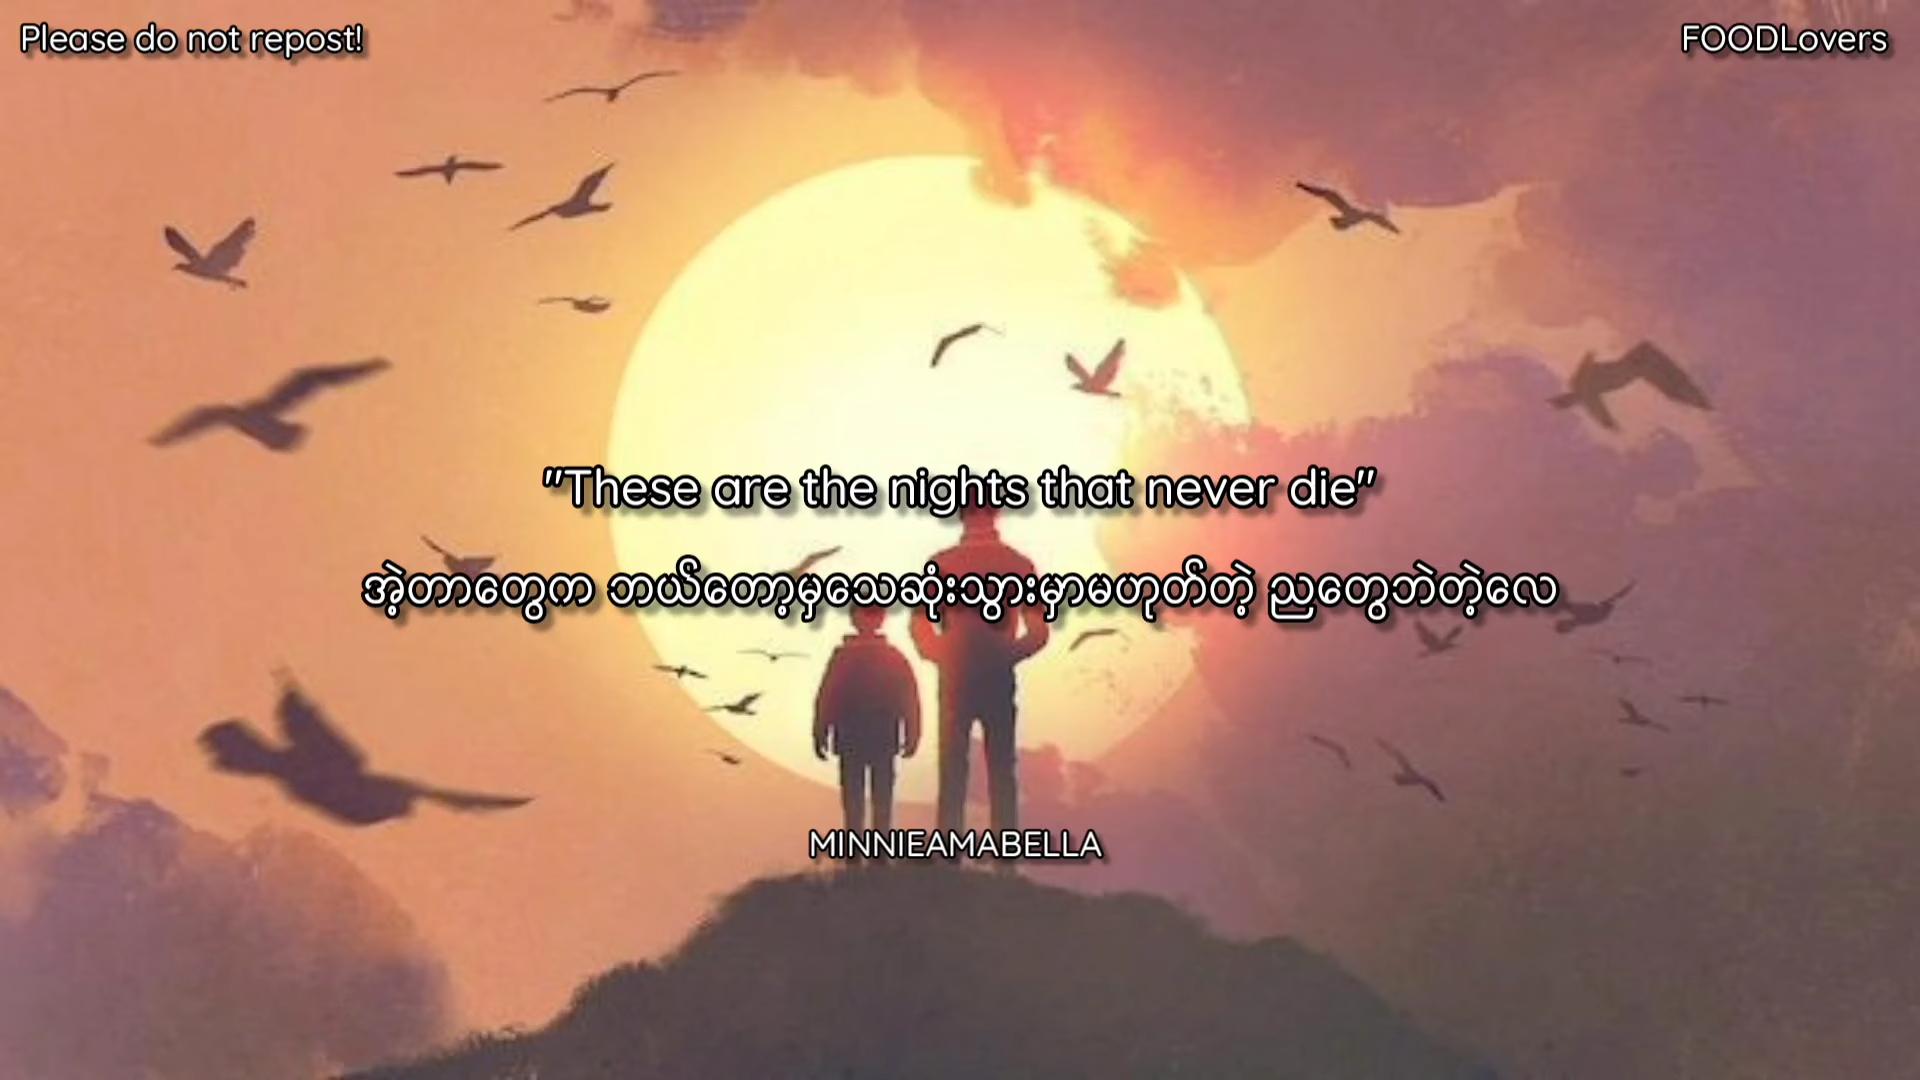 Please do not repost!
FOODLovers
"These are the nights that never die"
အဲ့တာတွေက ဘယ်တော့မှသေဆုံးသွားမှာမဟုတ်တဲ့ ညတွေဘဲတဲ့လေ
MINNIEAMABELLA